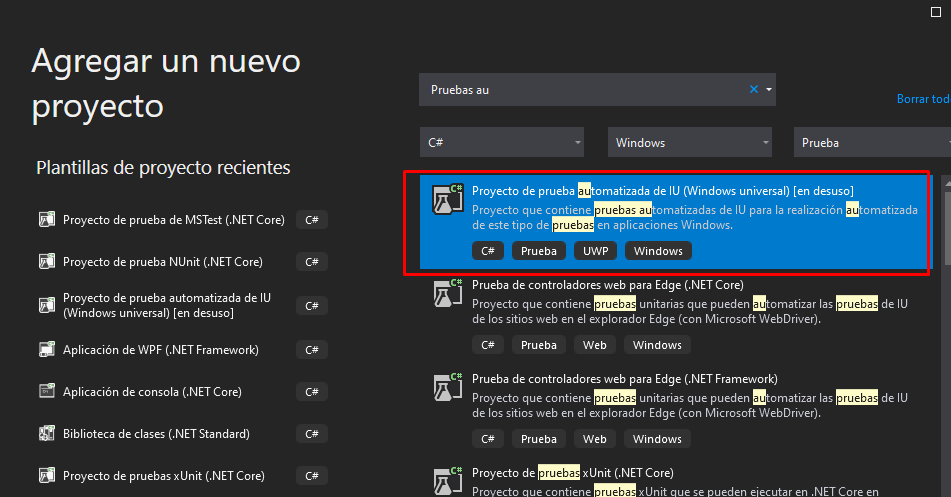 Agregar un nuevo
proyecto
Plantillas de proyecto recientes
Proyecto de prueba de MSTest (.NET Core) C#
Proyecto de prueba NUnit (.NET Core) C#
Proyecto de prueba automatizada de IU
(Windows universal) [en desuso] C#
Aplicación de WPF (.NET Framework) C#
Aplicación de consola (.NET Core) C#
Biblioteca de clases (.NET Standard) C#
Proyecto de pruebas xUnit (.NET Core) C#
Pruebas au
Borrar tod
C# Windows Prueba
C#
Proyecto de prueba automatizada de IU (Windows universal) [en desuso]
Proyecto que contiene pruebas automatizadas de IU para la realización automatizada
de este tipo de pruebas en aplicaciones Windows.
C# Prueba UWP Windows
C#
Prueba de controladores web para Edge (.NET Core)
Proyecto que contiene pruebas unitarias que pueden automatizar las pruebas de IU
de los sitios web en el explorador Edge (con Microsoft WebDriver).
C# Prueba Web Windows
C#
Prueba de controladores web para Edge (.NET Framework)
Proyecto que contiene pruebas unitarias que pueden automatizar las pruebas de IU
de los sitios web en el explorador Edge (con Microsoft WebDriver).
C# Prueba Web Windows
C#
Proyecto de pruebas xUnit (.NET Core)
Proyecto que contiene pruebas xUnit que se pueden ejecutar en .NET Core en